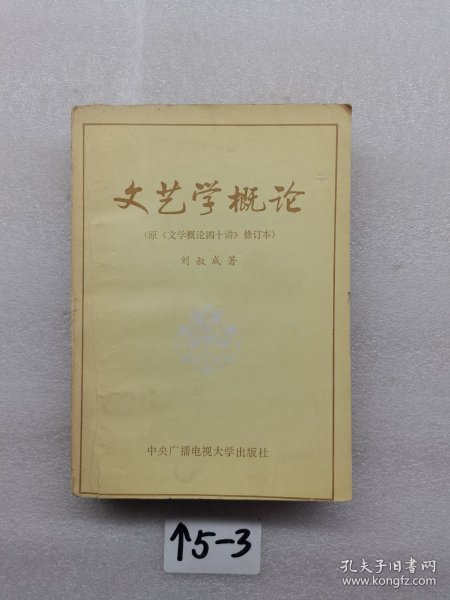 文艺学概论
(原《文学概论四十讲》修订本)
刘叔成著
中央广播电视大学出版社
↑5-3
孔夫子旧书网
www.kongfz.com